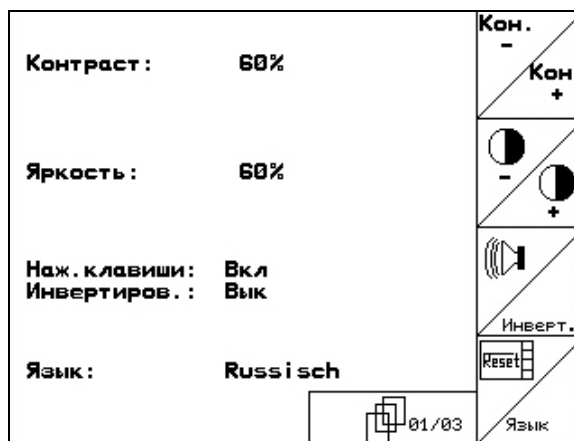 Контраст: 60%
Яркость: 60%
Наж.клавиши: Вкл
Инвертиров.: Вык
Язык: Russisch
01/03
Кон.
-
Кон
+
-
+
Инверт.
Reset
Язык